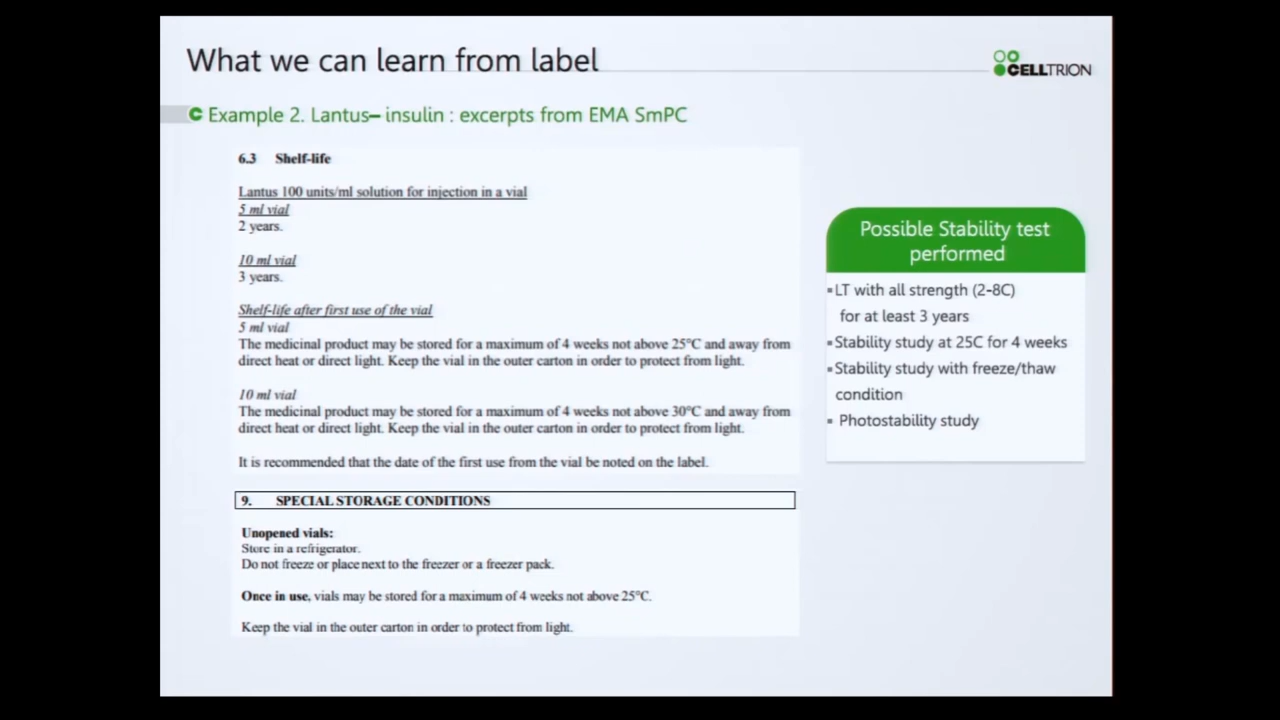 What we can learn from label
CELLTRION
Example 2. Lantus– insulin : excerpts from EMA SmPC
6.3 Shelf-life
Lantus 100 units/ml solution for injection in a vial
5 ml vial
2 years.
10 ml vial
3 years.
Shelf-life after first use of the vial
5 ml vial
The medicinal product may be stored for a maximum of 4 weeks not above 25°C and away from
direct heat or direct light. Keep the vial in the outer carton in order to protect from light.
10 ml vial
The medicinal product may be stored for a maximum of 4 weeks not above 30°C and away from
direct heat or direct light. Keep the vial in the outer carton in order to protect from light.
It is recommended that the date of the first use from the vial be noted on the label.
9. SPECIAL STORAGE CONDITIONS
Unopened vials:
Store in a refrigerator.
Do not freeze or place next to the freezer or a freezer pack.
Once in use, vials may be stored for a maximum of 4 weeks not above 25°C.
Keep the vial in the outer carton in order to protect from light.
Possible Stability test
performed
▪LT with all strength (2-8C)
for at least 3 years
▪Stability study at 25C for 4 weeks
▪Stability study with freeze/thaw
condition
▪ Photostability study